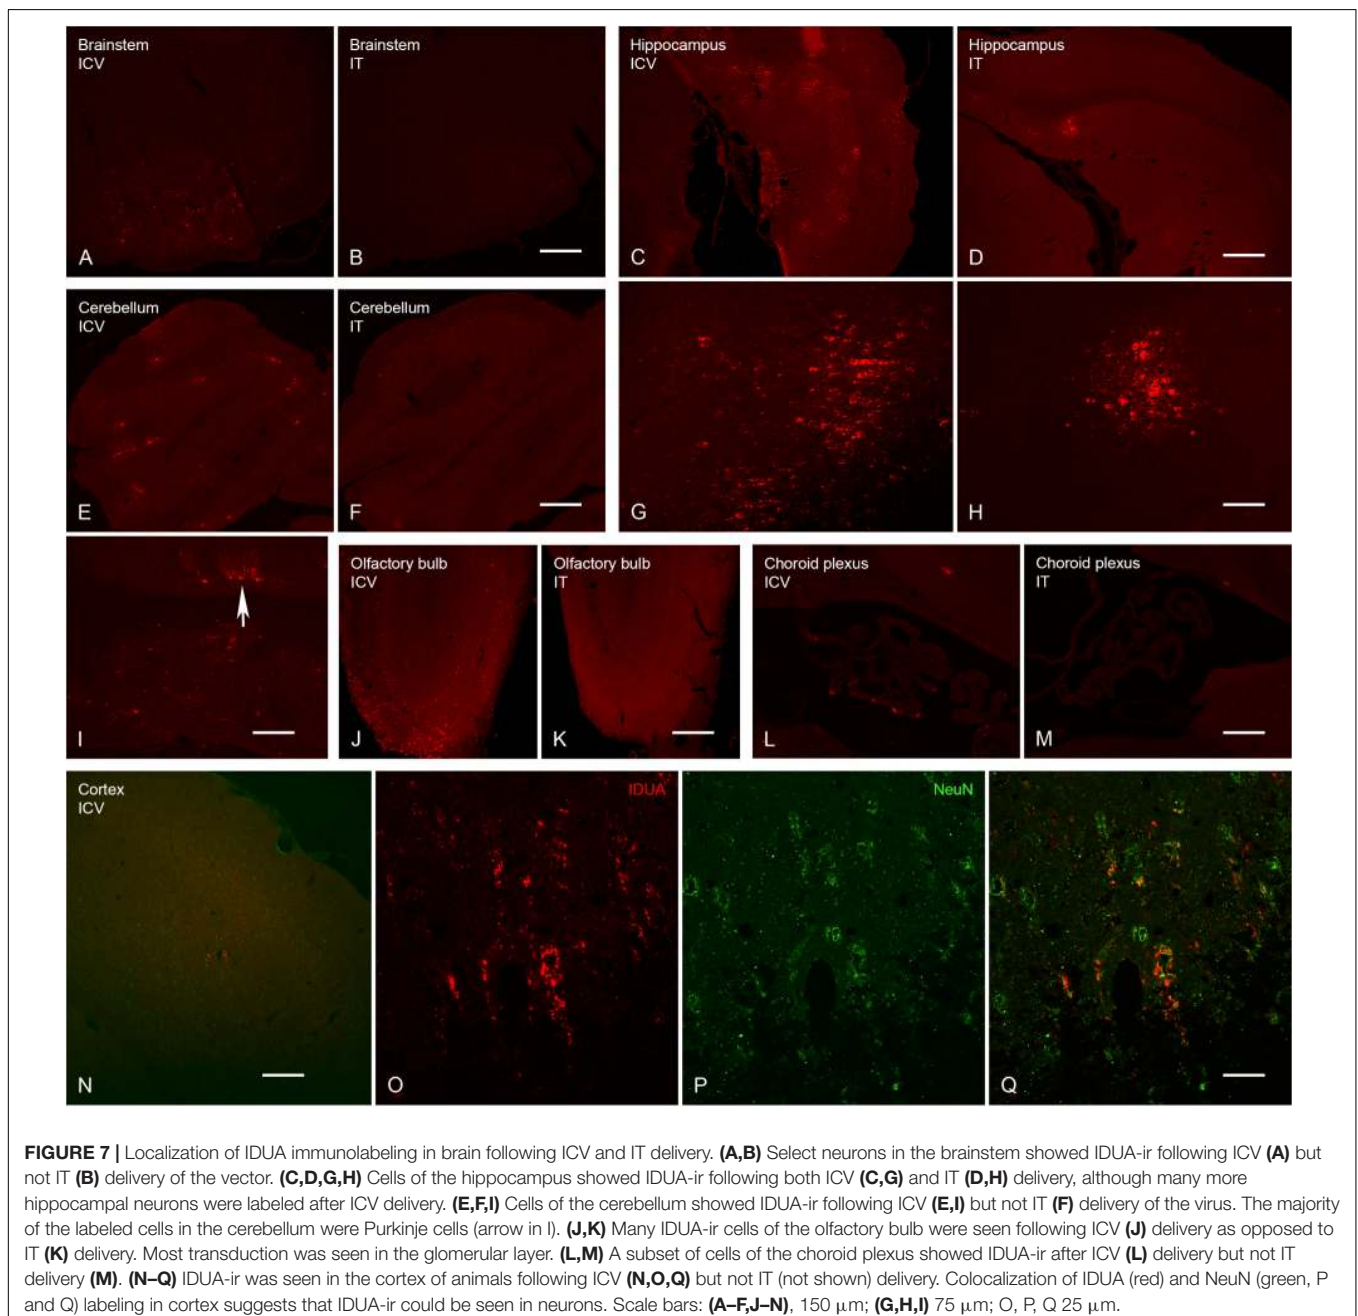 Brainstem
ICV
A
Brainstem
IT
B
Hippocampus
ICV
C
Hippocampus
IT
D
Cerebellum
ICV
E
Cerebellum
IT
F
G
H
I
Olfactory bulb
ICV
J
Olfactory bulb
IT
K
Choroid plexus
ICV
L
Choroid plexus
IT
M
Cortex
ICV
N
IDUA
O
NeuN
P
Q
FIGURE 7 | Localization of IDUA immunolabeling in brain following ICV and IT delivery. (A,B) Select neurons in the brainstem showed IDUA-ir following ICV (A) but
not IT (B) delivery of the vector. (C,D,G,H) Cells of the hippocampus showed IDUA-ir following both ICV (C,G) and IT (D,H) delivery, although many more
hippocampal neurons were labeled after ICV delivery. (E,F,I) Cells of the cerebellum showed IDUA-ir following ICV (E,I) but not IT (F) delivery of the virus. The majority
of the labeled cells in the cerebellum were Purkinje cells (arrow in I). (J,K) Many IDUA-ir cells of the olfactory bulb were seen following ICV (J) delivery as opposed to
IT (K) delivery. Most transduction was seen in the glomerular layer. (L,M) A subset of cells of the choroid plexus showed IDUA-ir after ICV (L) delivery but not IT
delivery (M). (N–Q) IDUA-ir was seen in the cortex of animals following ICV (N,O,Q) but not IT (not shown) delivery. Colocalization of IDUA (red) and NeuN (green, P
and Q) labeling in cortex suggests that IDUA-ir could be seen in neurons. Scale bars: (A–F,J–N), 150 μm; (G,H,I) 75 μm; O, P, Q 25 μm.